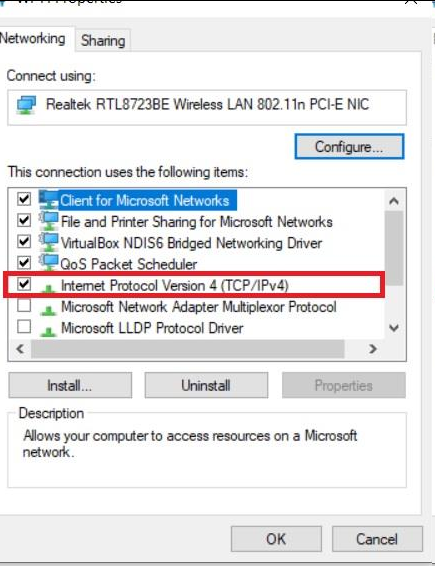 Networking
Sharing
Connect using:
Realtek RTL8723BE Wireless LAN 802.11n PCI-E NIC
Configure...
This connection uses the following items:
Client for Microsoft Networks
File and Printer Sharing for Microsoft Networks
VirtualBox NDIS6 Bridged Networking Driver
QoS Packet Scheduler
Internet Protocol Version 4 (TCP/IPv4)
Microsoft Network Adapter Multiplexor Protocol
Microsoft LLDP Protocol Driver
Install...
Uninstall
Properties
Description
Allows your computer to access resources on a Microsoft
network.
OK
Cancel